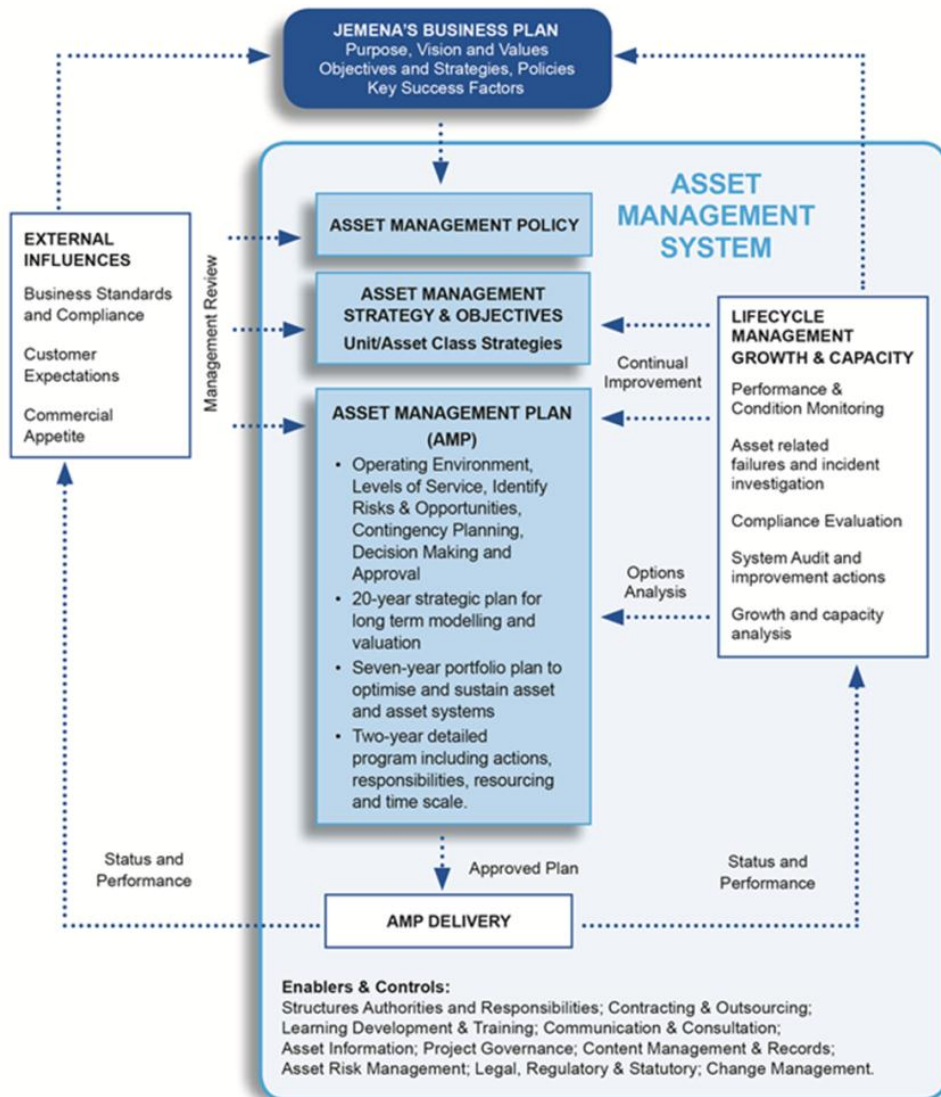 JEMENA'S BUSINESS PLAN
Purpose, Vision and Values
Objectives and Strategies, Policies
Key Success Factors
ASSET
MANAGEMENT
SYSTEM
EXTERNAL
INFLUENCES
Business Standards
and Compliance
Customer
Expectations
Commercial
Appetite
Management Review
ASSET MANAGEMENT POLICY
ASSET MANAGEMENT
STRATEGY & OBJECTIVES
Unit/Asset Class Strategies
ASSET MANAGEMENT PLAN
(AMP)
• Operating Environment,
Levels of Service, Identify
Risks & Opportunities,
Contingency Planning,
Decision Making and
Approval
• 20-year strategic plan for
long term modelling and
valuation
• Seven-year portfolio plan to
optimise and sustain asset
and asset systems
• Two-year detailed
program including actions,
responsibilities, resourcing
and time scale.
Continual
Improvement
Options
Analysis
LIFECYCLE
MANAGEMENT
GROWTH & CAPACITY
Performance &
Condition Monitoring
Asset related
failures and incident
investigation
Compliance Evaluation
System Audit and
improvement actions
Growth and capacity
analysis
Status and
Performance
Approved Plan
Status and
Performance
AMP DELIVERY
Enablers & Controls:
Structures Authorities and Responsibilities; Contracting & Outsourcing;
Learning Development & Training; Communication & Consultation;
Asset Information; Project Governance; Content Management & Records;
Asset Risk Management; Legal, Regulatory & Statutory; Change Management.